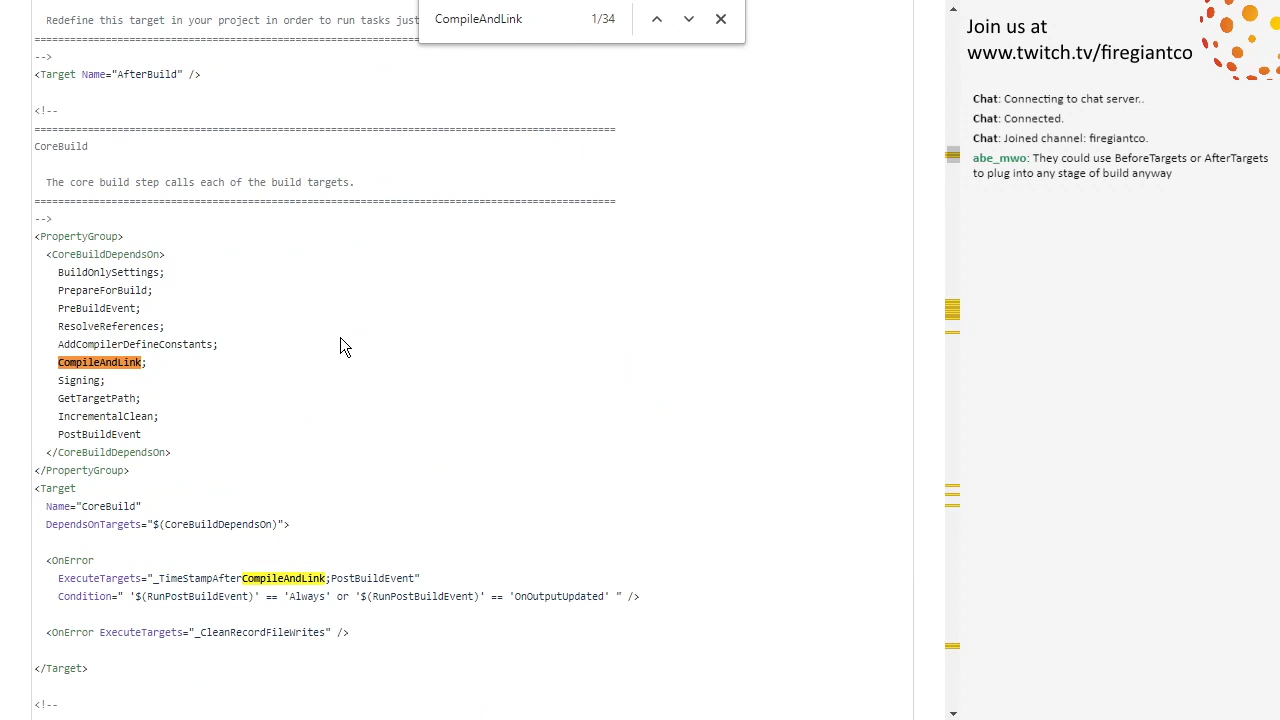 Redefine this target in your project in order to run tasks just
CompileAndLink 1/34
==================================================================================================
-->
<Target Name="AfterBuild" />
<!--
==================================================================================================
CoreBuild
The core build step calls each of the build targets.
==================================================================================================
-->
<PropertyGroup>
<CoreBuildDependsOn>
BuildOnlySettings;
PrepareForBuild;
PreBuildEvent;
ResolveReferences;
AddCompilerDefineConstants;
CompileAndLink;
Signing;
GetTargetPath;
IncrementalClean;
PostBuildEvent
</CoreBuildDependsOn>
</PropertyGroup>
<Target
Name="CoreBuild"
DependsOnTargets="$(CoreBuildDependsOn)">
<OnError
ExecuteTargets="_TimeStampAfterCompileAndLink;PostBuildEvent"
Condition=" '$(RunPostBuildEvent)' == 'Always' or '$(RunPostBuildEvent)' == 'OnOutputUpdated' " />
<OnError ExecuteTargets="_CleanRecordFileWrites" />
</Target>
<!--
Join us at
www.twitch.tv/firegiantco
Chat: Connecting to chat server..
Chat: Connected.
Chat: Joined channel: firegiantco.
abe_mwo: They could use BeforeTargets or AfterTargets
to plug into any stage of build anyway